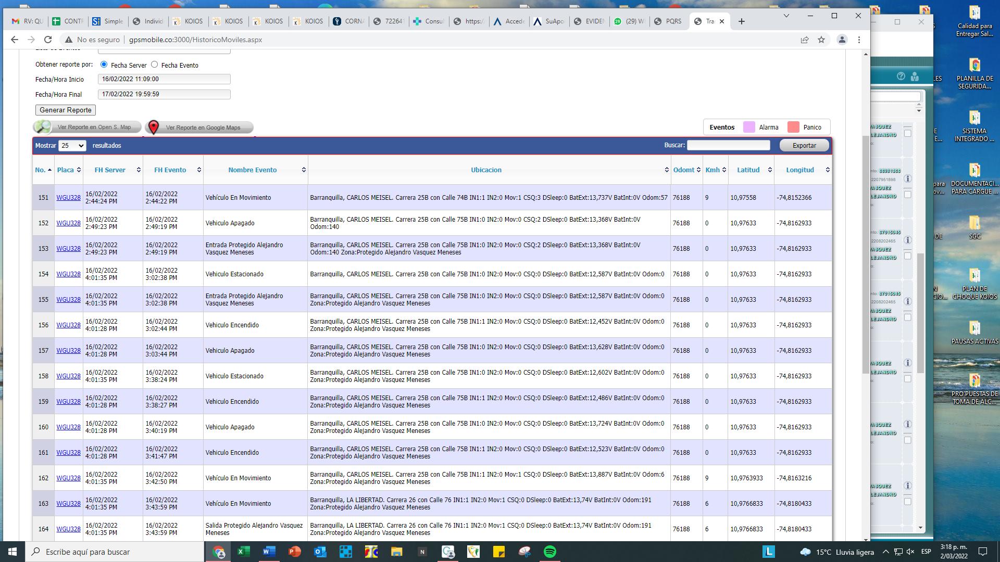 RV: QU
CONTR
Simple
Individ
KOIOS
KOIOS
KOIOS
KOIOS
CORNA
722641
Consul
https:/
Accede
SuApo
EVIDEN
(29) W
PQRS
Tra
No es seguro
gpsmobile.co:3000/HistoricoMoviles.aspx
Obtener reporte por:
Fecha Server
Fecha Evento
Fecha/Hora Inicio
16/02/2022 11:09:00
Fecha/Hora Final
17/02/2022 19:59:59
Generar Reporte
Ver Reporte en Open S. Map
Ver Reporte en Google Maps
Eventos
Alarma
Panico
Mostrar 25 resultados
Buscar:
Exportar
No. Placa FH Server FH Evento Nombre Evento Ubicacion Odomt Kmh Latitud Longitud
151 WGU328 16/02/2022 2:44:24 PM 16/02/2022 2:44:22 PM Vehículo En Movimiento Barranquilla, CARLOS MEISEL. Carrera 25B con Calle 74B IN1:1 IN2:0 Mov:1 CSQ:3 DSleep:0 BatExt:13,737V BatInt:0V Odom:57 76188 9 10,97558 -74,8152366
152 WGU328 16/02/2022 2:49:23 PM 16/02/2022 2:49:19 PM Vehiculo Apagado Barranquilla, CARLOS MEISEL. Carrera 25B con Calle 75B IN1:0 IN2:0 Mov:0 CSQ:2 DSleep:0 BatExt:13,368V BatInt:0V Odom:140 76188 0 10,97633 -74,8162933
153 WGU328 16/02/2022 2:49:23 PM 16/02/2022 2:49:19 PM Entrada Protegido Alejandro Vasquez Meneses Barranquilla, CARLOS MEISEL. Carrera 25B con Calle 75B IN1:0 IN2:0 Mov:0 CSQ:2 DSleep:0 BatExt:13,368V BatInt:0V Odom:140 Zona:Protegido Alejandro Vasquez Meneses 76188 0 10,97633 -74,8162933
154 WGU328 16/02/2022 4:01:35 PM 16/02/2022 3:02:38 PM Vehiculo Estacionado Barranquilla, CARLOS MEISEL. Carrera 25B con Calle 75B IN1:0 IN2:0 Mov:0 CSQ:0 DSleep:0 BatExt:12,587V BatInt:0V Odom:0 76188 0 10,97633 -74,8162933
155 WGU328 16/02/2022 4:01:35 PM 16/02/2022 3:02:38 PM Entrada Protegido Alejandro Vasquez Meneses Barranquilla, CARLOS MEISEL. Carrera 25B con Calle 75B IN1:0 IN2:0 Mov:0 CSQ:0 DSleep:0 BatExt:12,587V BatInt:0V Odom:0 Zona:Protegido Alejandro Vasquez Meneses 76188 0 10,97633 -74,8162933
156 WGU328 16/02/2022 4:01:28 PM 16/02/2022 3:02:44 PM Vehiculo Encendido Barranquilla, CARLOS MEISEL. Carrera 25B con Calle 75B IN1:1 IN2:0 Mov:0 CSQ:0 DSleep:0 BatExt:12,452V BatInt:0V Odom:0 Zona:Protegido Alejandro Vasquez Meneses 76188 0 10,97633 -74,8162933
157 WGU328 16/02/2022 4:01:28 PM 16/02/2022 3:03:44 PM Vehiculo Apagado Barranquilla, CARLOS MEISEL. Carrera 25B con Calle 75B IN1:0 IN2:0 Mov:0 CSQ:0 DSleep:0 BatExt:13,628V BatInt:0V Odom:0 Zona:Protegido Alejandro Vasquez Meneses 76188 0 10,97633 -74,8162933
158 WGU328 16/02/2022 4:01:35 PM 16/02/2022 3:38:24 PM Vehiculo Estacionado Barranquilla, CARLOS MEISEL. Carrera 25B con Calle 75B IN1:0 IN2:0 Mov:0 CSQ:0 DSleep:0 BatExt:12,602V BatInt:0V Odom:0 Zona:Protegido Alejandro Vasquez Meneses 76188 0 10,97633 -74,8162933
159 WGU328 16/02/2022 4:01:28 PM 16/02/2022 3:38:27 PM Vehiculo Encendido Barranquilla, CARLOS MEISEL. Carrera 25B con Calle 75B IN1:1 IN2:0 Mov:0 CSQ:0 DSleep:0 BatExt:12,486V BatInt:0V Odom:0 Zona:Protegido Alejandro Vasquez Meneses 76188 0 10,97633 -74,8162933
160 WGU328 16/02/2022 4:01:28 PM 16/02/2022 3:40:19 PM Vehiculo Apagado Barranquilla, CARLOS MEISEL. Carrera 25B con Calle 75B IN1:0 IN2:0 Mov:0 CSQ:0 DSleep:0 BatExt:13,724V BatInt:0V Odom:0 Zona:Protegido Alejandro Vasquez Meneses 76188 0 10,97633 -74,8162933
161 WGU328 16/02/2022 4:01:28 PM 16/02/2022 3:41:47 PM Vehiculo Encendido Barranquilla, CARLOS MEISEL. Carrera 25B con Calle 75B IN1:1 IN2:0 Mov:0 CSQ:0 DSleep:0 BatExt:12,523V BatInt:0V Odom:0 Zona:Protegido Alejandro Vasquez Meneses 76188 0 10,97633 -74,8162933
162 WGU328 16/02/2022 4:01:35 PM 16/02/2022 3:42:50 PM Vehículo En Movimiento Barranquilla, CARLOS MEISEL. Carrera 25B con Calle 75B IN1:1 IN2:0 Mov:1 CSQ:0 DSleep:0 BatExt:13,887V BatInt:0V Odom:6 Zona:Protegido Alejandro Vasquez Meneses 76188 9 10,9763933 -74,8163216
163 WGU328 16/02/2022 4:01:35 PM 16/02/2022 3:43:59 PM Vehículo En Movimiento Barranquilla, LA LIBERTAD. Carrera 26 con Calle 76 IN1:1 IN2:0 Mov:1 CSQ:0 DSleep:0 BatExt:13,74V BatInt:0V Odom:191 Zona:Protegido Alejandro Vasquez Meneses 76188 6 10,9766833 -74,8180433
164 WGU328 16/02/2022 4:01:35 PM 16/02/2022 3:43:59 PM Salida Protegido Alejandro Vasquez Meneses Barranquilla, LA LIBERTAD. Carrera 26 con Calle 76 IN1:1 IN2:0 Mov:1 CSQ:0 DSleep:0 BatExt:13,74V BatInt:0V Odom:191 Zona:Protegido Alejandro Vasquez Meneses 76188 6 10,9766833 -74,8180433
Calidad para
Entregar Sal...
PLANILLA DE
SEGURIDA...
SISTEMA
INTEGRADO ...
DOCUMENTACI...
PARA CARGUE ...
SGC
PLAN DE
CHOQUE KOIOS
PAUSAS ACTIVAS
PRO´PUESTAS DE
TOMA DE ALC...
Escribe aquí para buscar
15°C Lluvia ligera
ESP
3:18 p. m.
2/03/2022